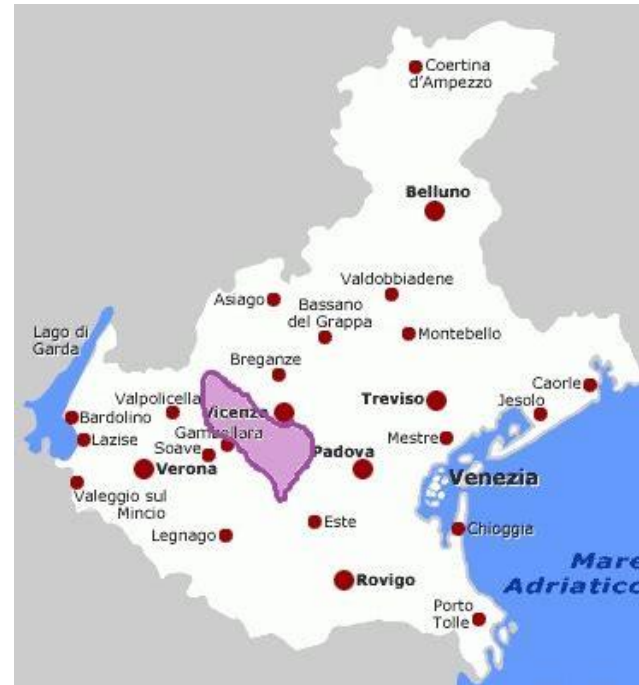 Coertina
d'Ampezzo
Belluno
Valdobbiadene
Asiago
Bassano
del Grappa
Montebello
Lago di
Garda
Breganze
Caorle
Valpolicella
Vicenza
Treviso
Jesolo
Bardolino
Gambellara
Mestre
Lazise
Soave
Padova
Verona
Venezia
Valeggio sul
Mincio
Este
Chioggia
Legnago
Mare
Adriatico
Rovigo
Porto
Tolle